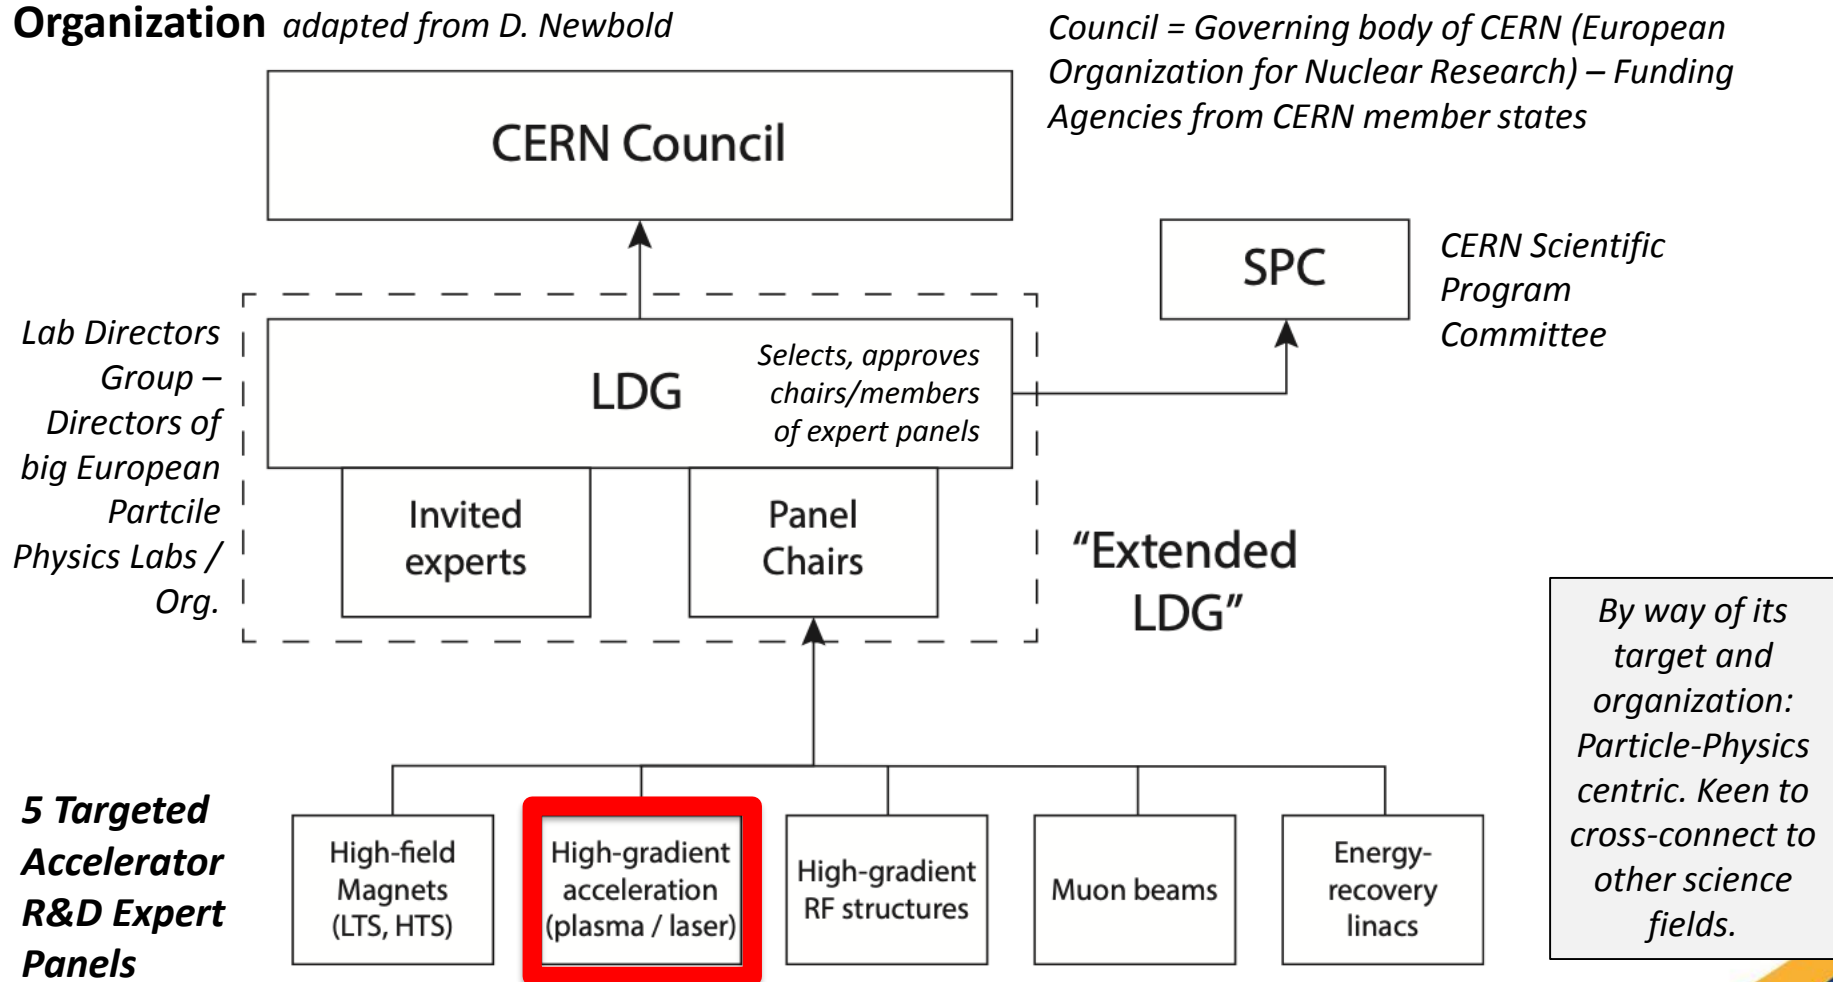 Organization adapted from D. Newbold
Council = Governing body of CERN (European
Organization for Nuclear Research) – Funding
Agencies from CERN member states
CERN Council
SPC
CERN Scientific
Program
Committee
Lab Directors
Group –
Directors of
big European
Partcile
Physics Labs /
Org.
LDG
Selects, approves
chairs/members
of expert panels
Invited
experts
Panel
Chairs
“Extended
LDG”
By way of its
target and
organization:
Particle-Physics
centric. Keen to
cross-connect to
other science
fields.
5 Targeted
Accelerator
R&D Expert
Panels
High-field
Magnets
(LTS, HTS)
High-gradient
acceleration
(plasma / laser)
High-gradient
RF structures
Muon beams
Energy-
recovery
linacs